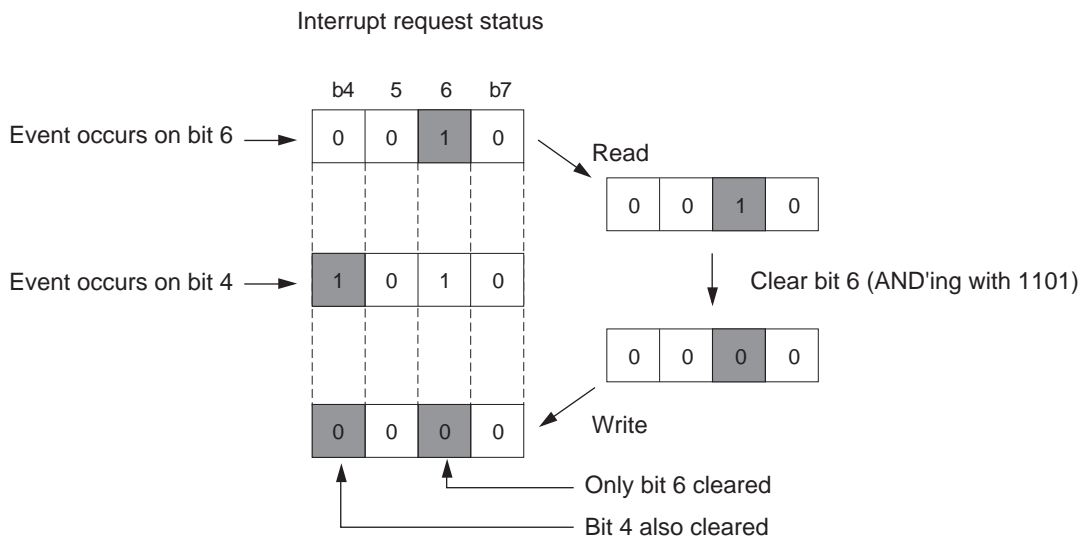 Interrupt request status
b4 5 6 b7
Event occurs on bit 6
0 0 1 0
Read
0 0 1 0
Event occurs on bit 4
1 0 1 0
Clear bit 6 (AND'ing with 1101)
0 0 0 0
0 0 0 0
Write
Only bit 6 cleared
Bit 4 also cleared